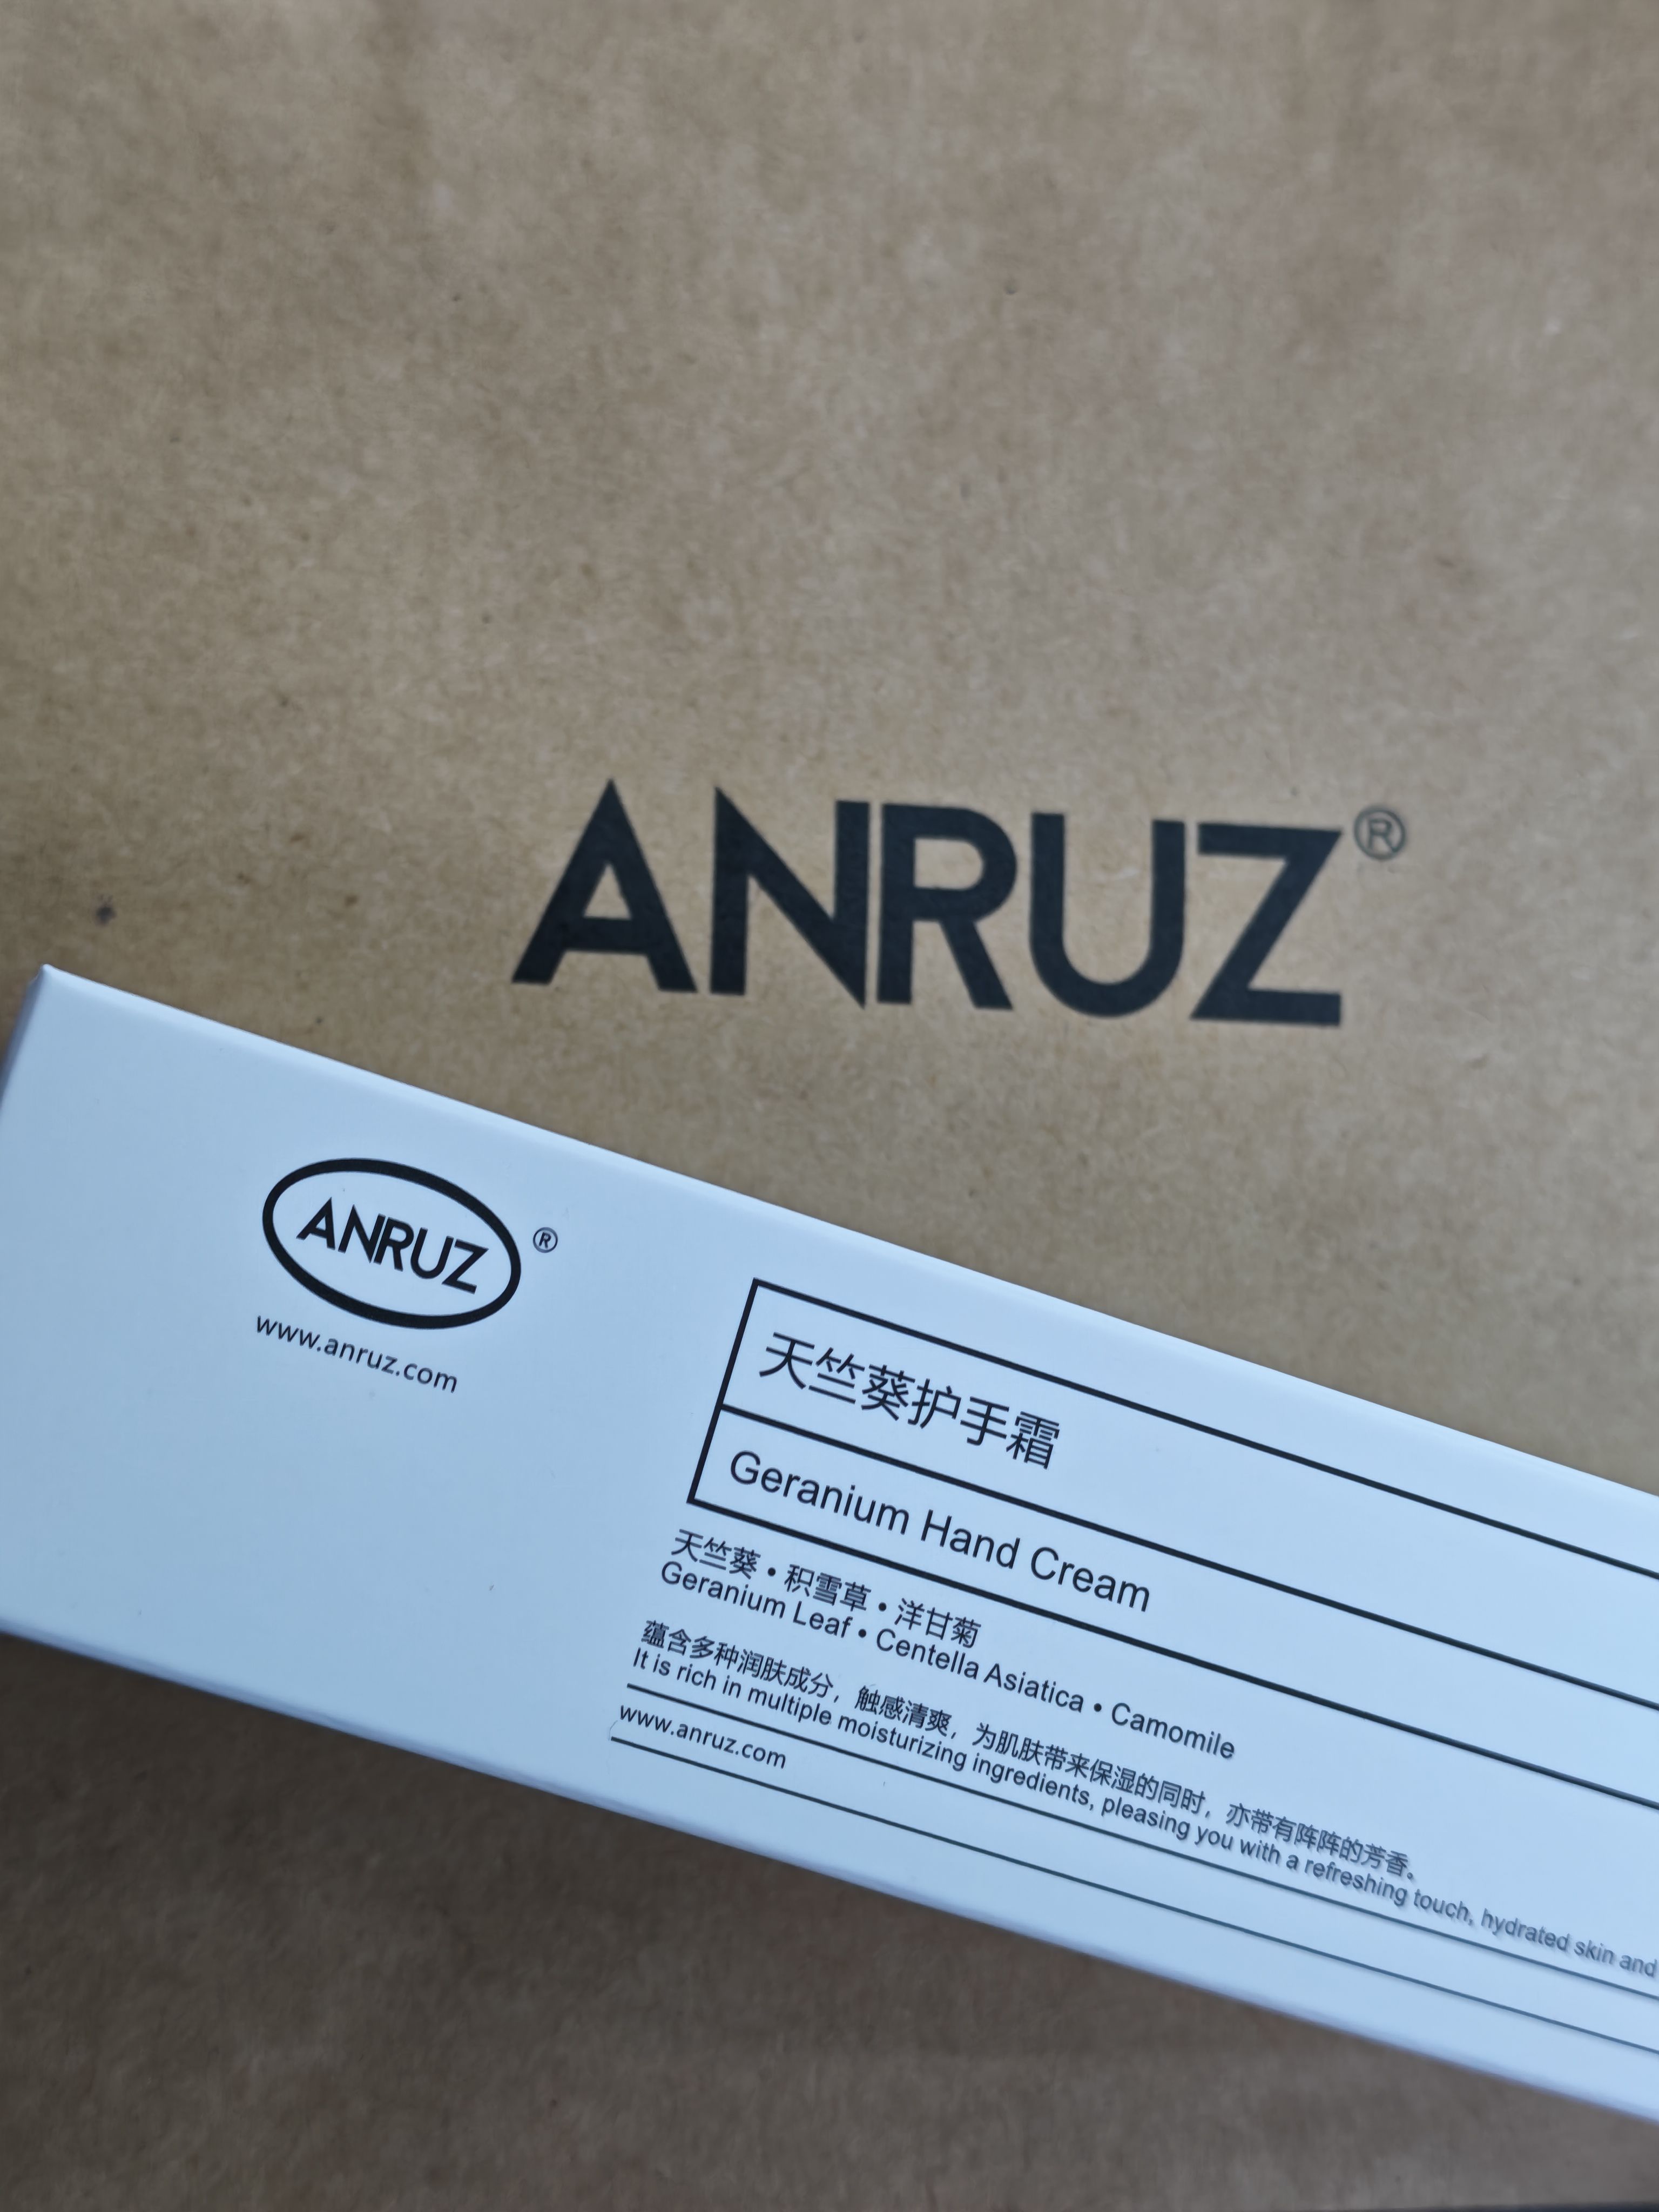 ANRUZ®
ANRUZ®
www.anruz.com
天竺葵护手霜
Geranium Hand Cream
天竺葵•积雪草•洋甘菊
Geranium Leaf • Centella Asiatica • Camomile
蕴含多种润肤成分，触感清爽，为肌肤带来保湿的同时，亦带有阵阵的芳香。
It is rich in multiple moisturizing ingredients, pleasing you with a refreshing touch, hydrated skin and
www.anruz.com